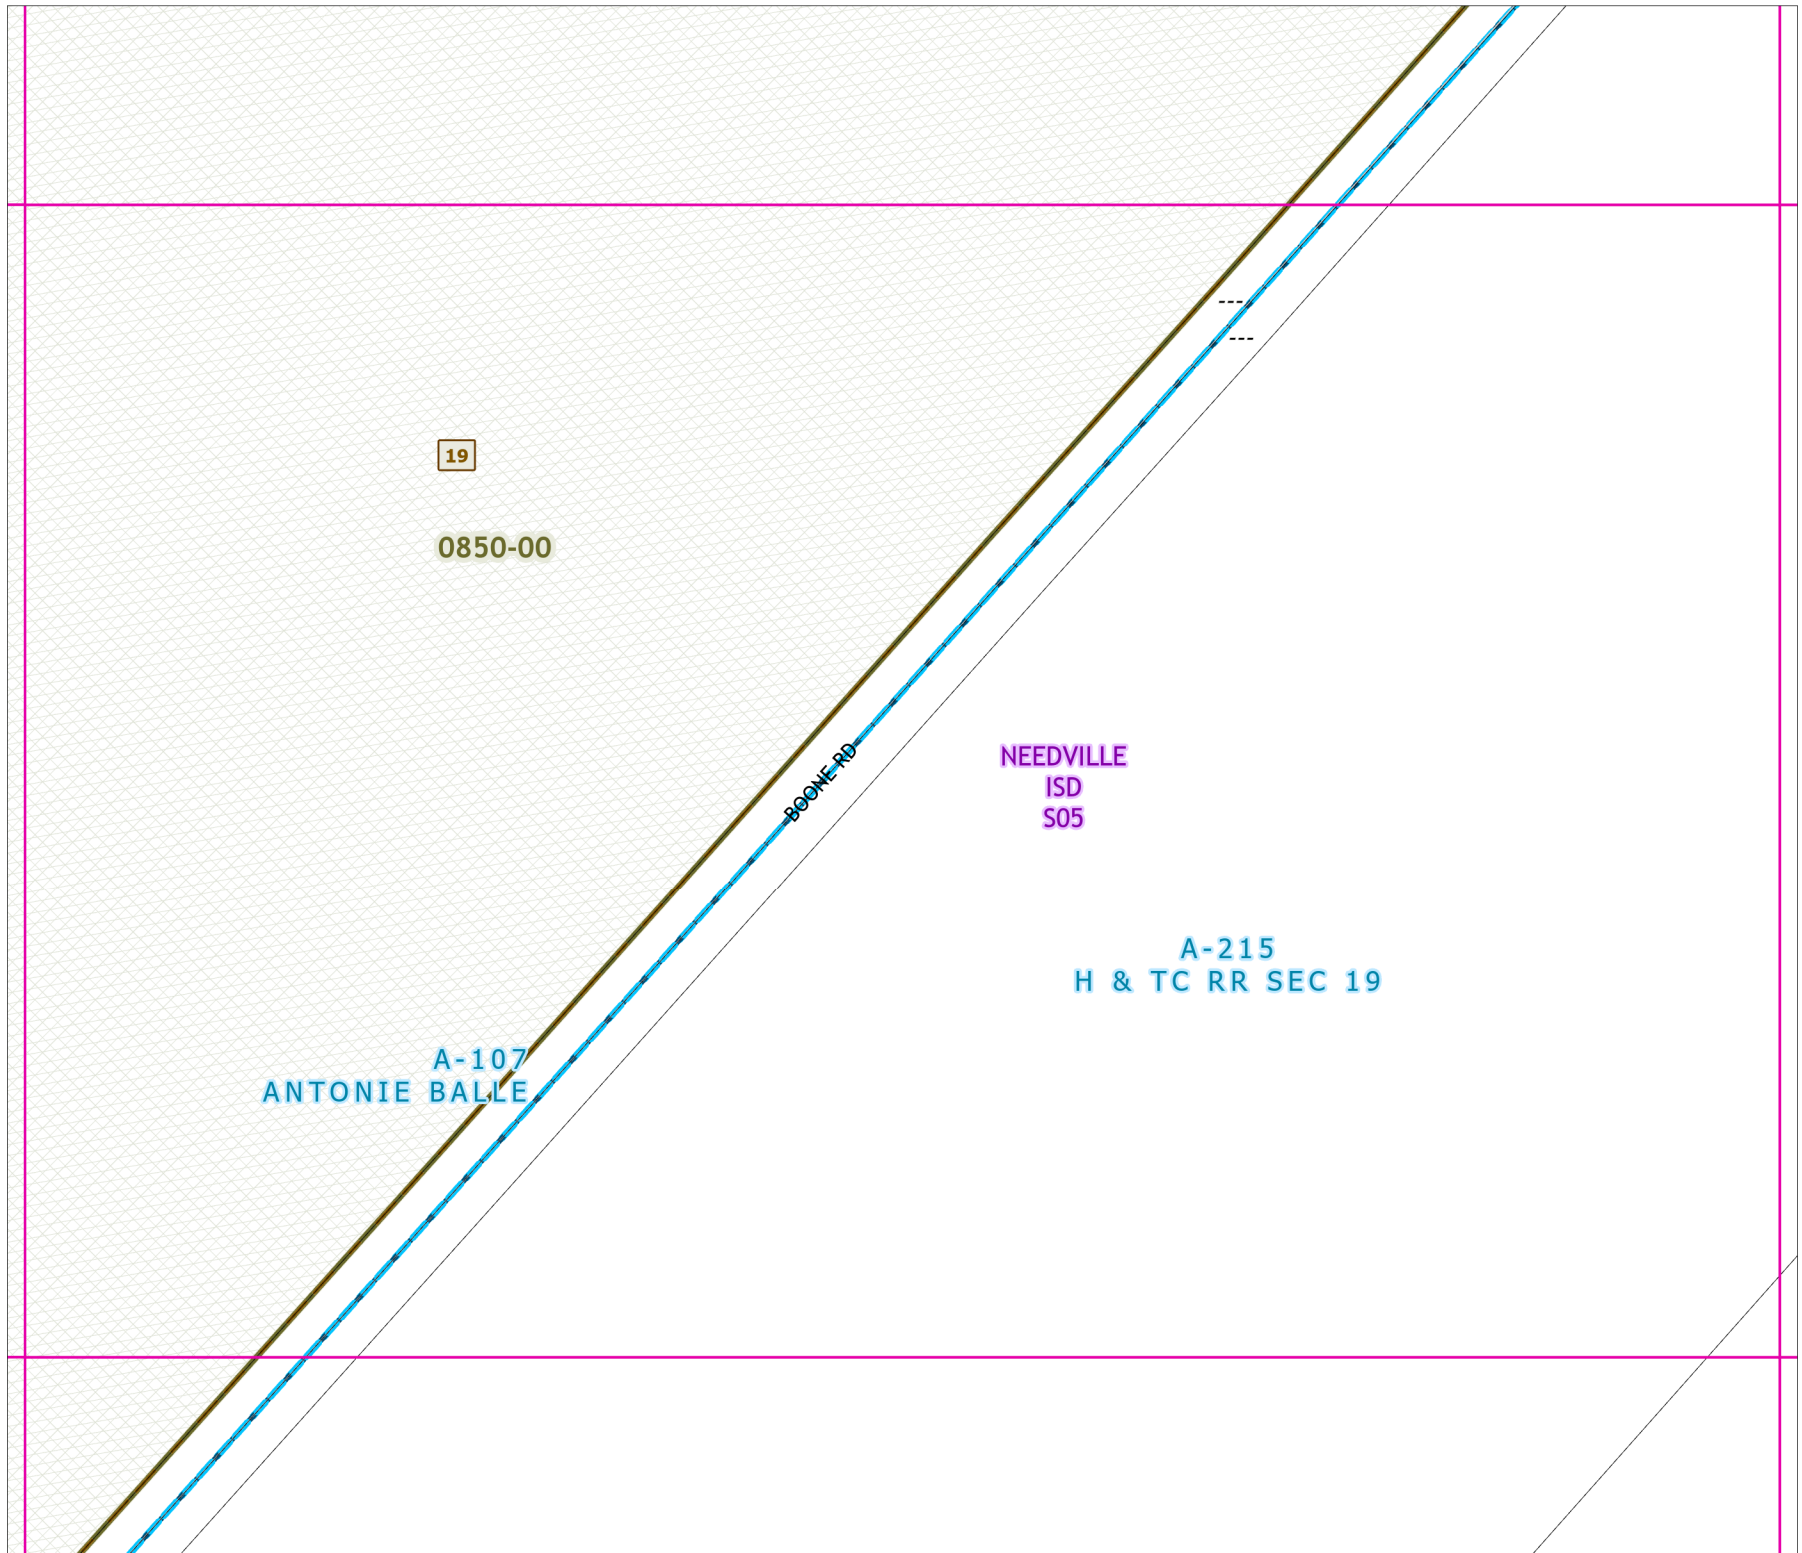 19
0850-00
BOONE RD
NEEDVILLE
ISD
S05
A-215
H & TC RR SEC 19
A-107
ANTONIE BALLE